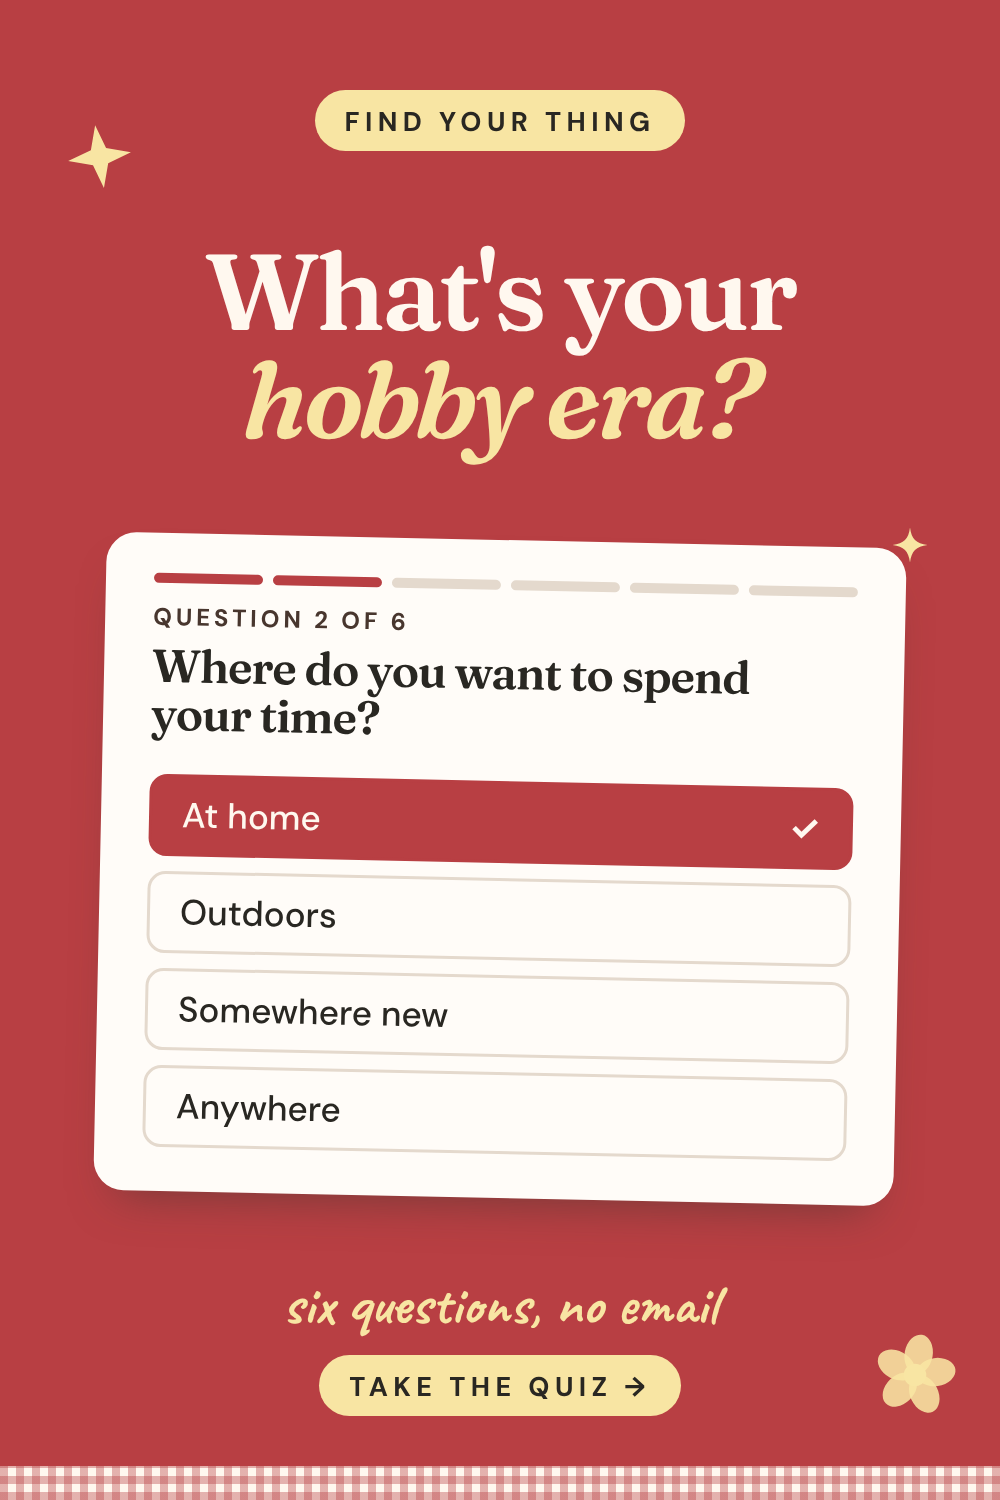 FIND YOUR THING
What's your
hobby era?
QUESTION 2 OF 6
Where do you want to spend
your time?
At home
Outdoors
Somewhere new
Anywhere
six questions, no email
TAKE THE QUIZ →